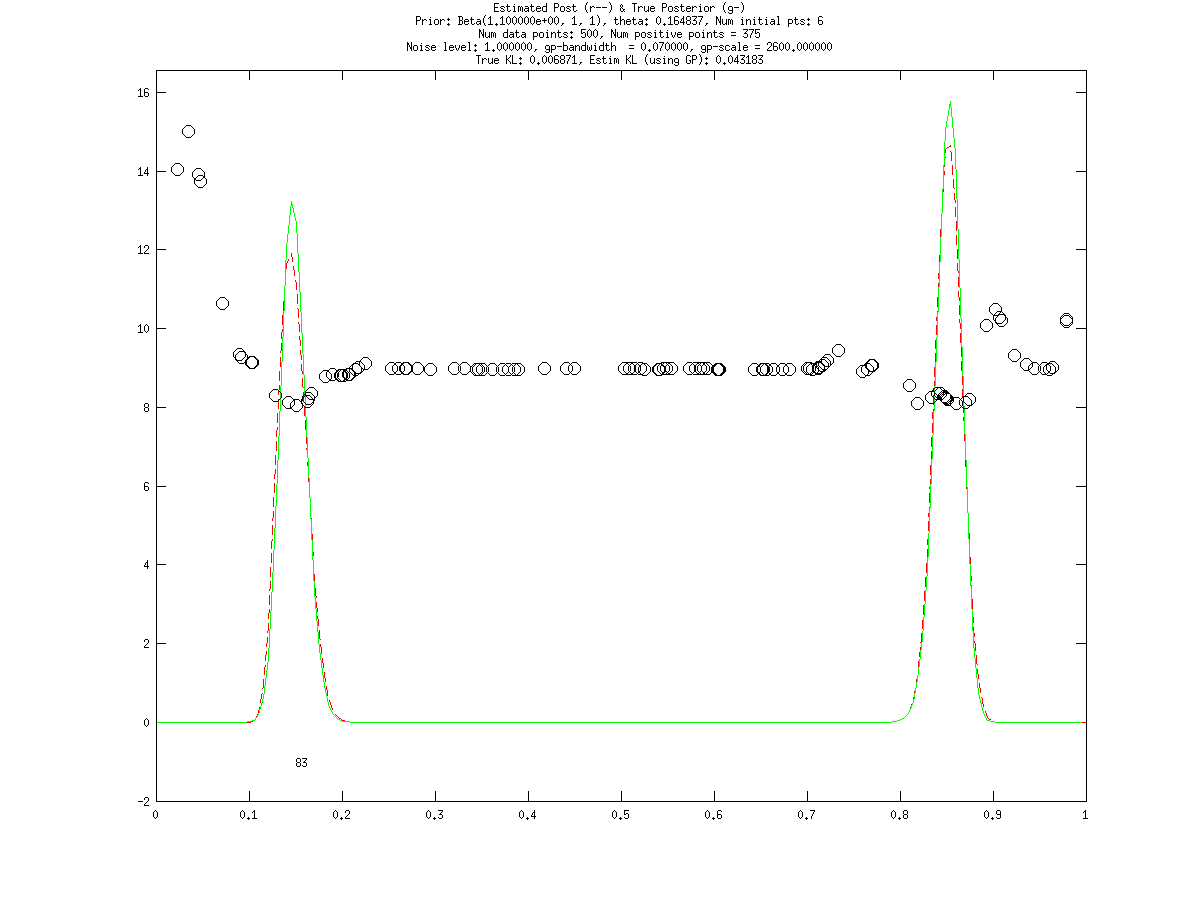 Estimated Post (r--) & True Posterior (g-)
Prior: Beta(1.100000e+00, 1, 1), theta: 0.164837, Num initial pts: 6
Num data points: 500, Num positive points = 375
Noise level: 1.000000, gp-bandwidth  = 0.070000, gp-scale = 2600.000000
True KL: 0.006871, Estim KL (using GP): 0.043183
16
14
12
10
8
6
4
2
0
83
-2
0 0.1 0.2 0.3 0.4 0.5 0.6 0.7 0.8 0.9 1